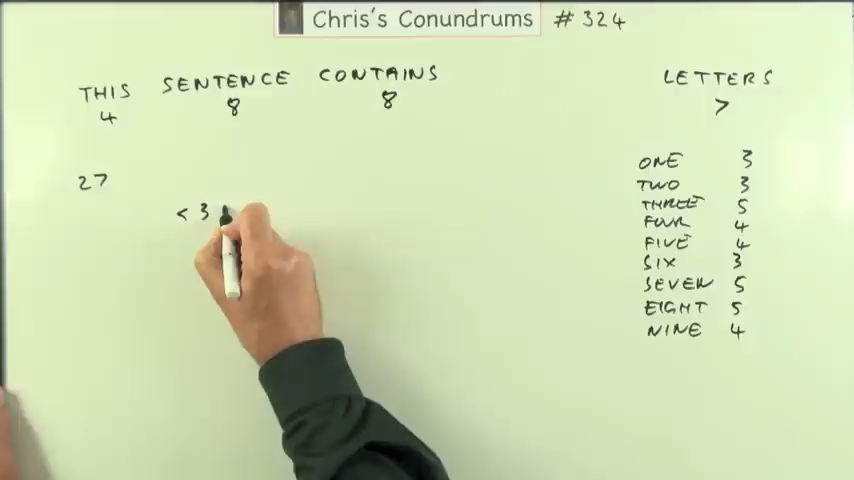 Chris's Conundrums # 324
THIS SENTENCE CONTAINS LETTERS
4 8 8 7
ONE 3
27
TWO 3
THREE 5
< 3
FOUR 4
FIVE 4
SIX 3
SEVEN 5
EIGHT 5
NINE 4